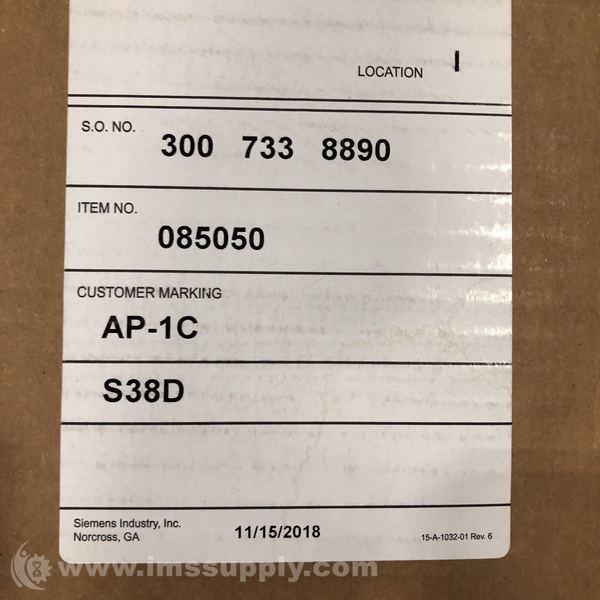 LOCATION I
S.O. NO. 300 733 8890
ITEM NO. 085050
CUSTOMER MARKING
AP-1C
S38D
Siemens Industry, Inc.
Norcross, GA
11/15/2018
15-A-1032-01 Rev. 6
www.imssupply.com